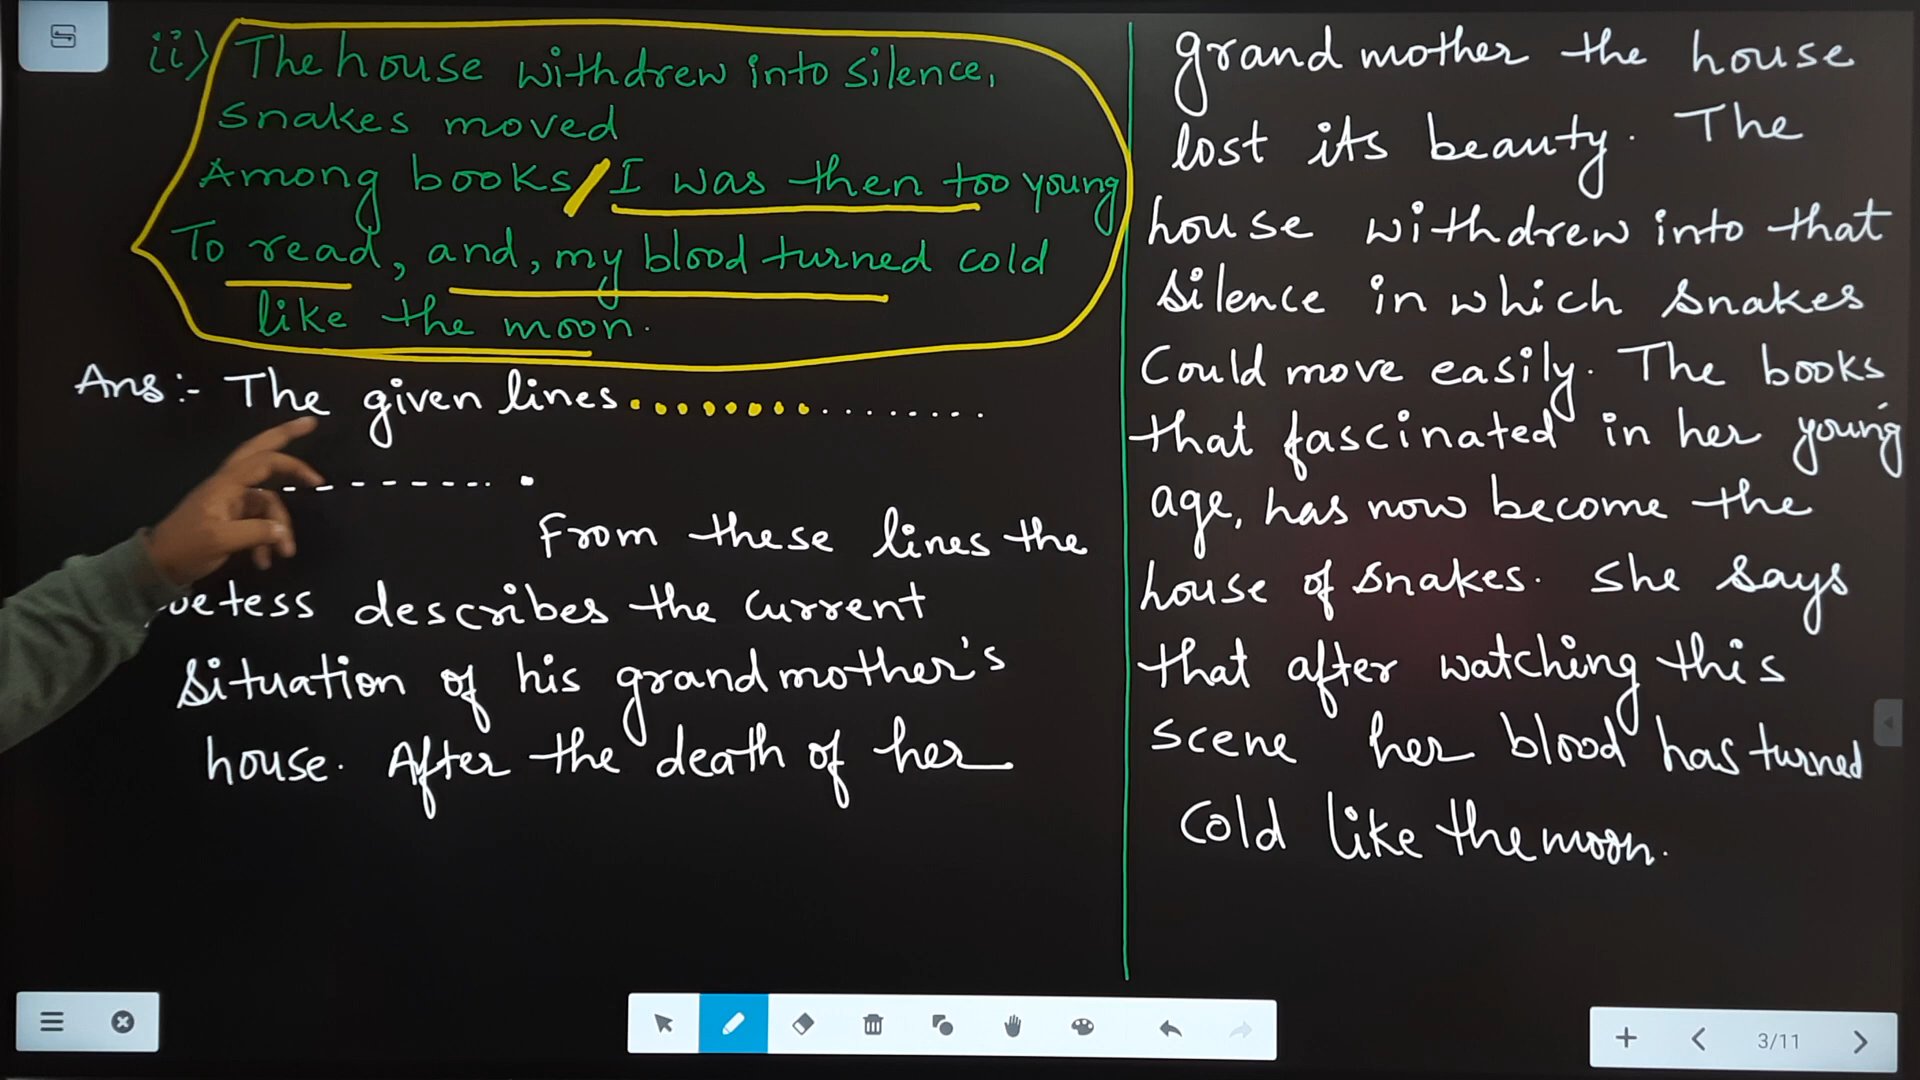 ii) The house withdrew into silence,
snakes moved
Among books/I was then too young
To read, and, my blood turned cold
like the moon.
Ans:- The given lines................
----------.
From these lines the
oetess describes the current
situation of his grandmother's
house. After the death of her
grand mother the house
lost its beauty. The
house withdrew into that
silence in which snakes
Could move easily. The books
that fascinated in her young
age, has now become the
house of snakes. She says
that after watching this
scene her blood has turned
cold like the moon.
3/11